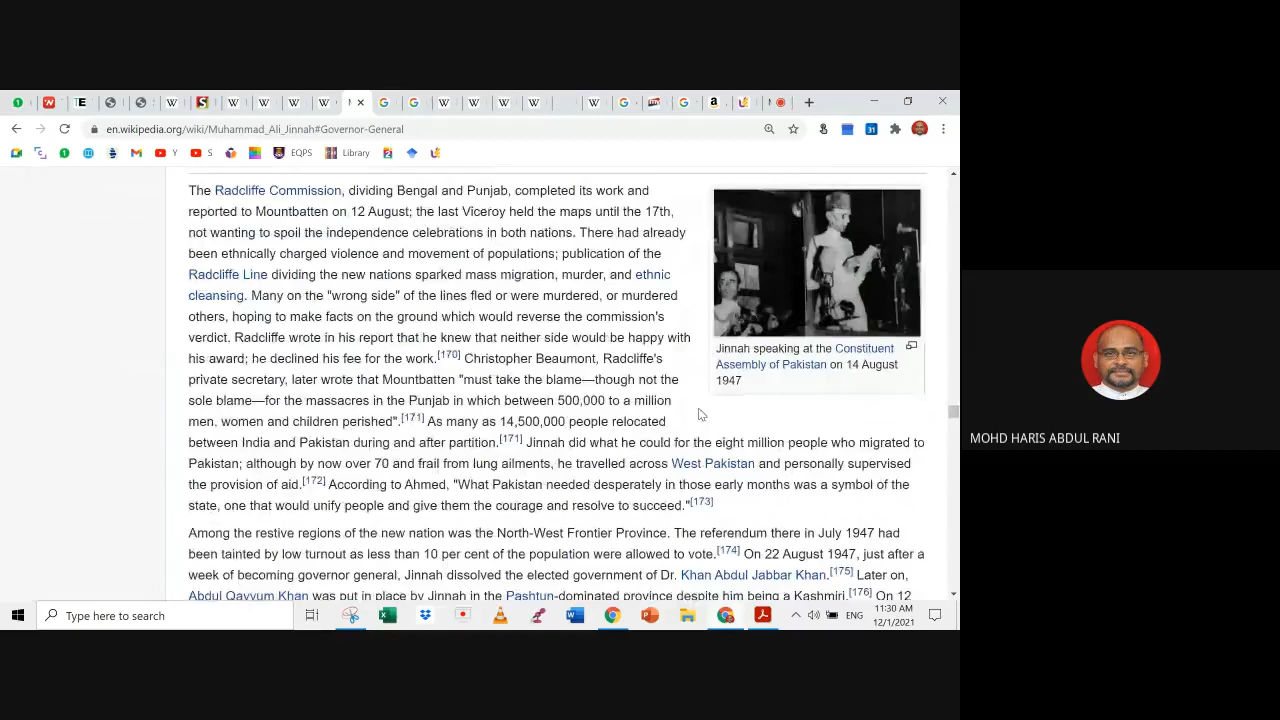 en.wikipedia.org/wiki/Muhammad_Ali_Jinnah#Governor-General
31
Y
S
EQPS
Library
The Radcliffe Commission, dividing Bengal and Punjab, completed its work and
reported to Mountbatten on 12 August; the last Viceroy held the maps until the 17th,
not wanting to spoil the independence celebrations in both nations. There had already
been ethnically charged violence and movement of populations; publication of the
Radcliffe Line dividing the new nations sparked mass migration, murder, and ethnic
cleansing. Many on the "wrong side" of the lines fled or were murdered, or murdered
others, hoping to make facts on the ground which would reverse the commission's
verdict. Radcliffe wrote in his report that he knew that neither side would be happy with
his award; he declined his fee for the work.[170] Christopher Beaumont, Radcliffe's
private secretary, later wrote that Mountbatten "must take the blame—though not the
sole blame—for the massacres in the Punjab in which between 500,000 to a million
men, women and children perished".[171] As many as 14,500,000 people relocated
between India and Pakistan during and after partition.[171] Jinnah did what he could for the eight million people who migrated to
Pakistan; although by now over 70 and frail from lung ailments, he travelled across West Pakistan and personally supervised
the provision of aid.[172] According to Ahmed, "What Pakistan needed desperately in those early months was a symbol of the
state, one that would unify people and give them the courage and resolve to succeed."[173]
Jinnah speaking at the Constituent
Assembly of Pakistan on 14 August
1947
Among the restive regions of the new nation was the North-West Frontier Province. The referendum there in July 1947 had
been tainted by low turnout as less than 10 per cent of the population were allowed to vote.[174] On 22 August 1947, just after a
week of becoming governor general, Jinnah dissolved the elected government of Dr. Khan Abdul Jabbar Khan.[175] Later on,
Abdul Qayyum Khan was put in place by Jinnah in the Pashtun-dominated province despite him being a Kashmiri.[176] On 12
Type here to search
ENG
11:30 AM
12/1/2021
MOHD HARIS ABDUL RANI